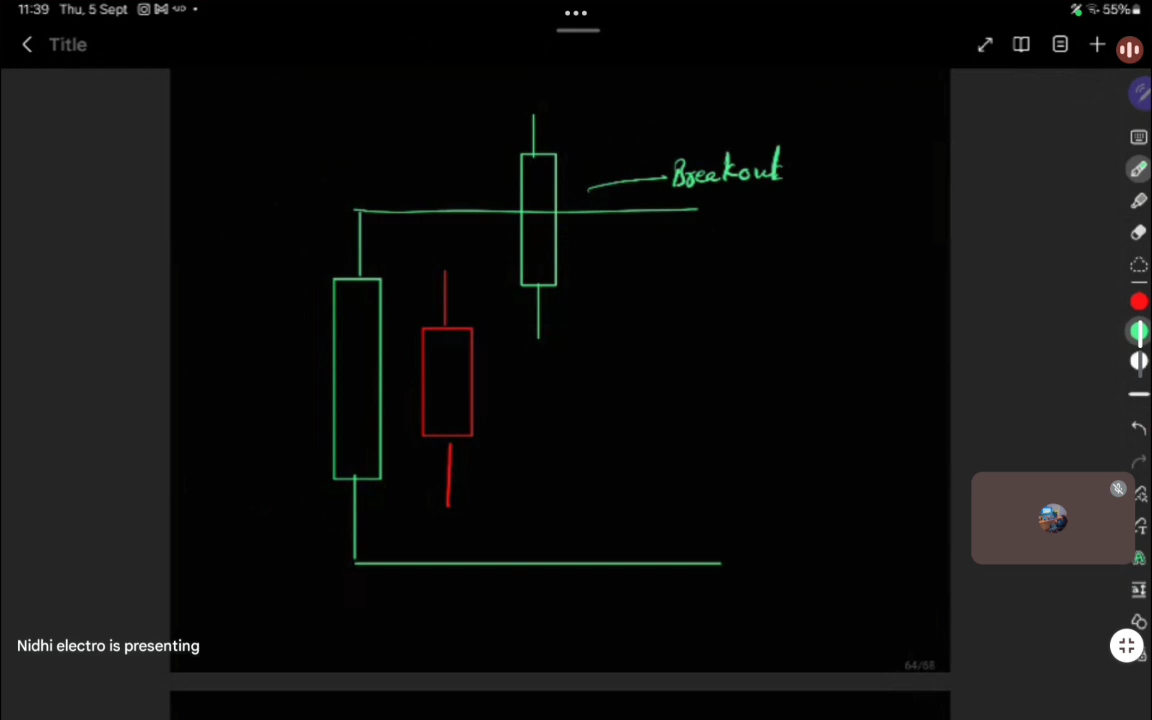 11:39 Thu, 5 Sept
55%
Title
Breakout
Nidhi electro is presenting
64/68